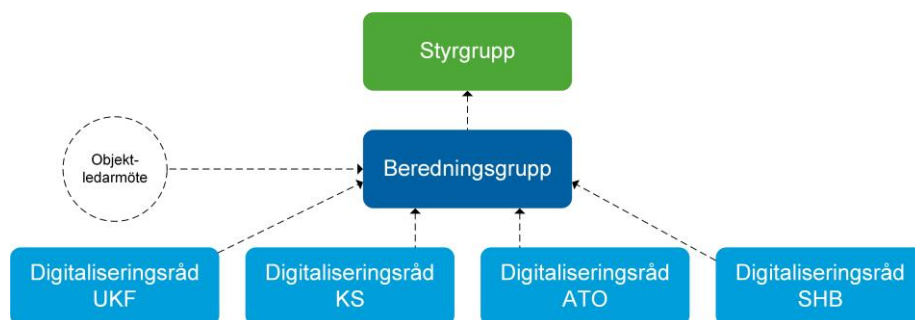 Styrgrupp
Objekt-
ledarmöte
Beredningsgrupp
Digitaliseringsråd
UKF
Digitaliseringsråd
KS
Digitaliseringsråd
ATO
Digitaliseringsråd
SHB